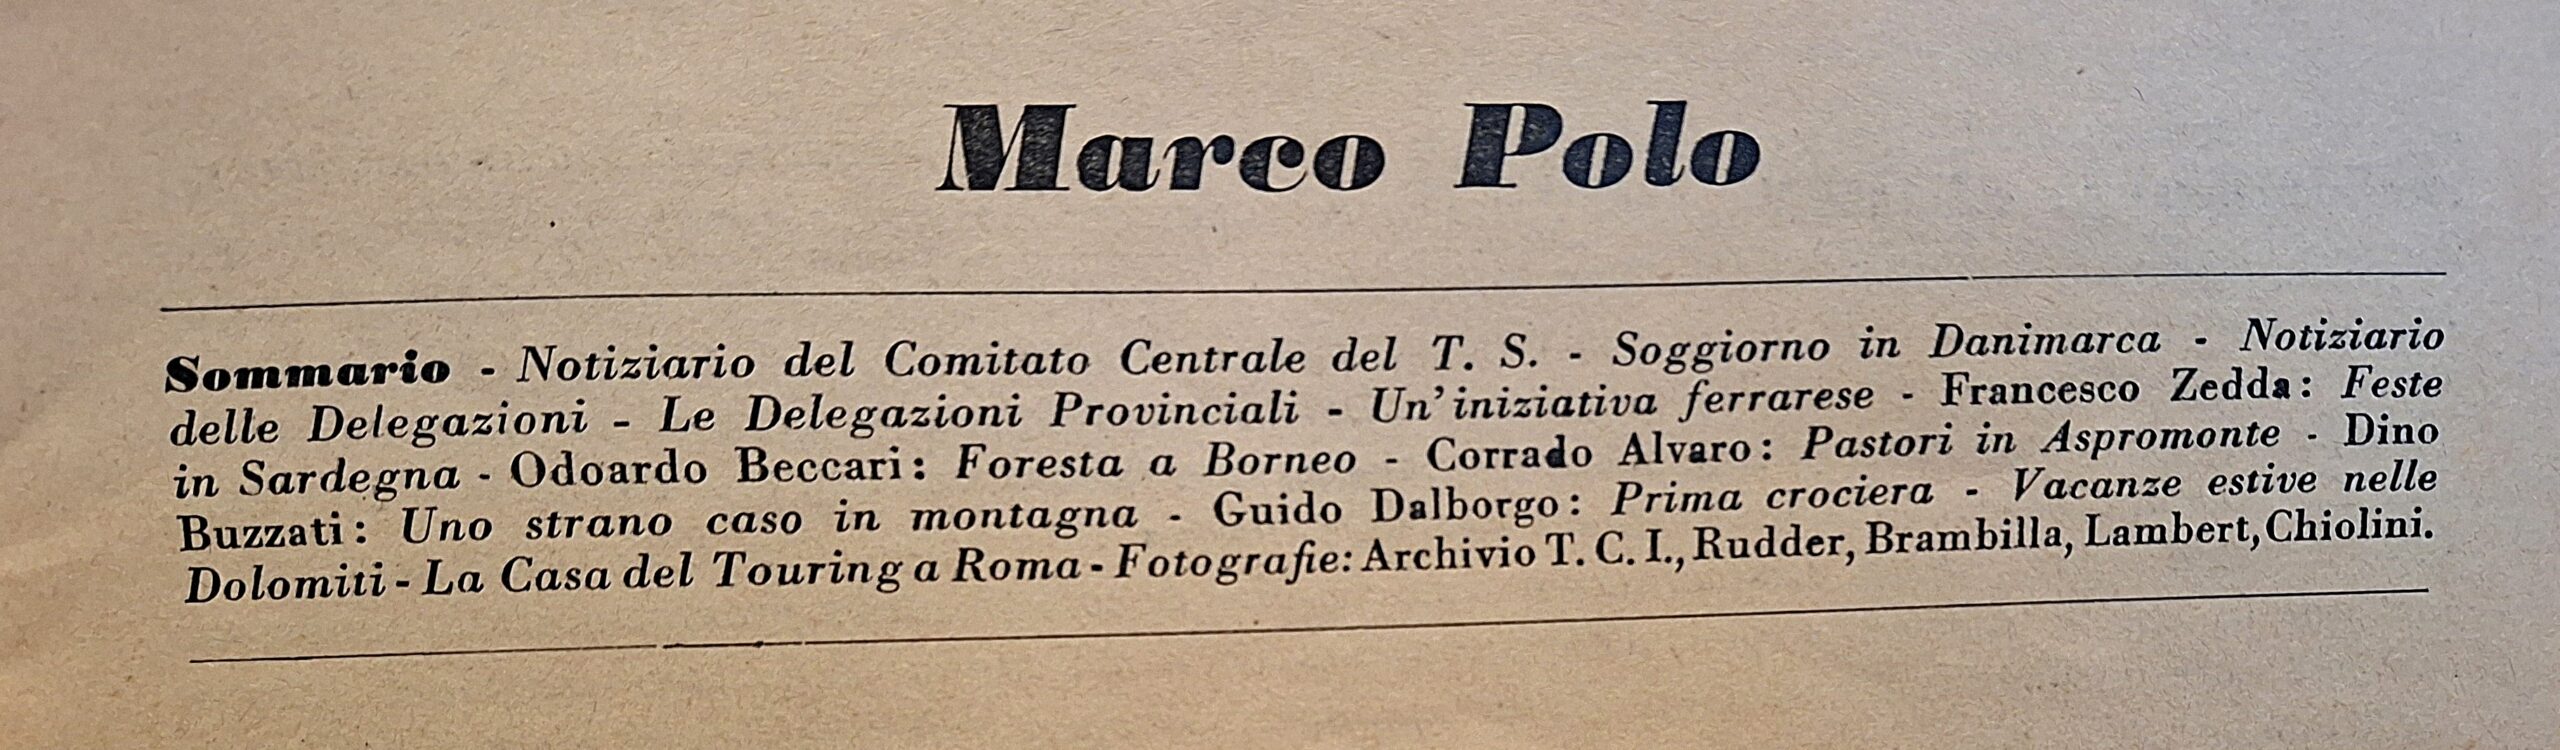 Marco Polo
Sommario - Notiziario del Comitato Centrale del T. S. - Soggiorno in Danimarca - Notiziario
delle Delegazioni - Le Delegazioni Provinciali - Un'iniziativa ferrarese - Francesco Zedda: Feste
in Sardegna - Odoardo Beccari: Foresta a Borneo - Corrado Alvaro: Pastori in Aspromonte - Dino
Buzzati: Uno strano caso in montagna - Guido Dalborgo: Prima crociera - Vacanze estive nelle
Dolomiti - La Casa del Touring a Roma - Fotografie: Archivio T. C. I., Rudder, Brambilla, Lambert, Chiolini.